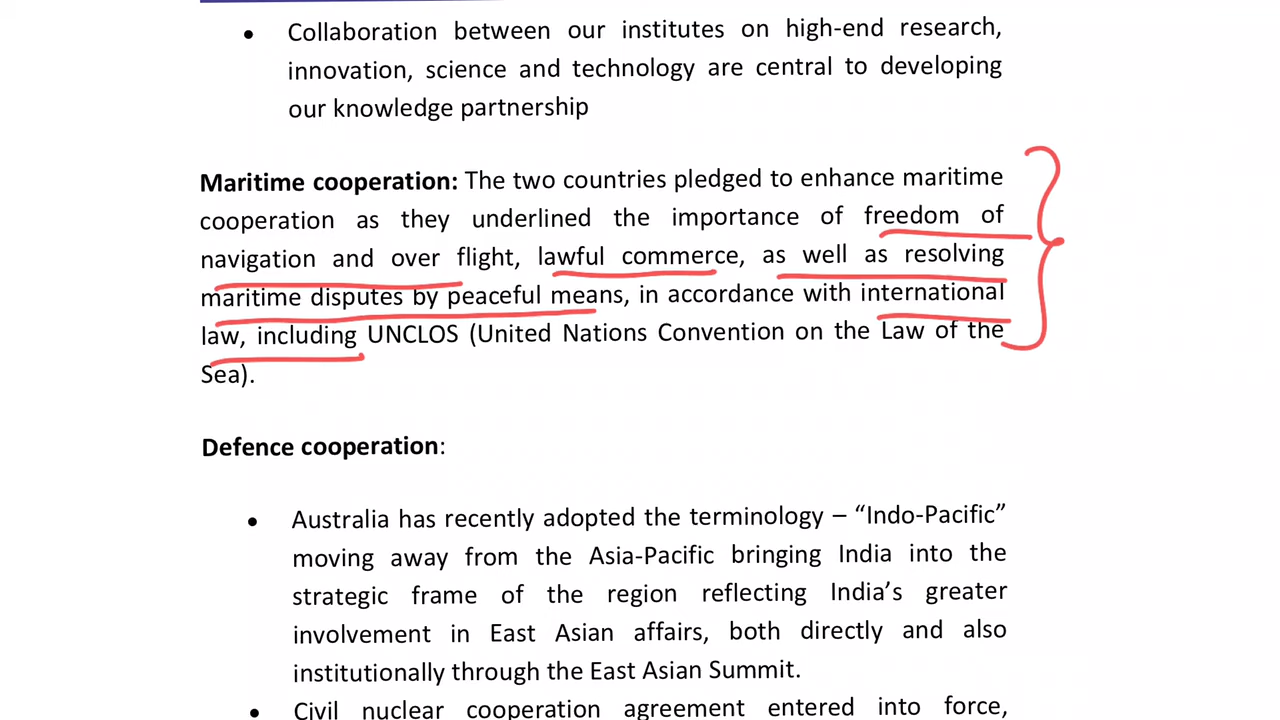 • Collaboration between our institutes on high-end research,
innovation, science and technology are central to developing
our knowledge partnership
Maritime cooperation: The two countries pledged to enhance maritime
cooperation as they underlined the importance of freedom of
navigation and over flight, lawful commerce, as well as resolving
maritime disputes by peaceful means, in accordance with international
law, including UNCLOS (United Nations Convention on the Law of the
Sea).
Defence cooperation:
• Australia has recently adopted the terminology – “Indo-Pacific”
moving away from the Asia-Pacific bringing India into the
strategic frame of the region reflecting India’s greater
involvement in East Asian affairs, both directly and also
institutionally through the East Asian Summit.
• Civil nuclear cooperation agreement entered into force,